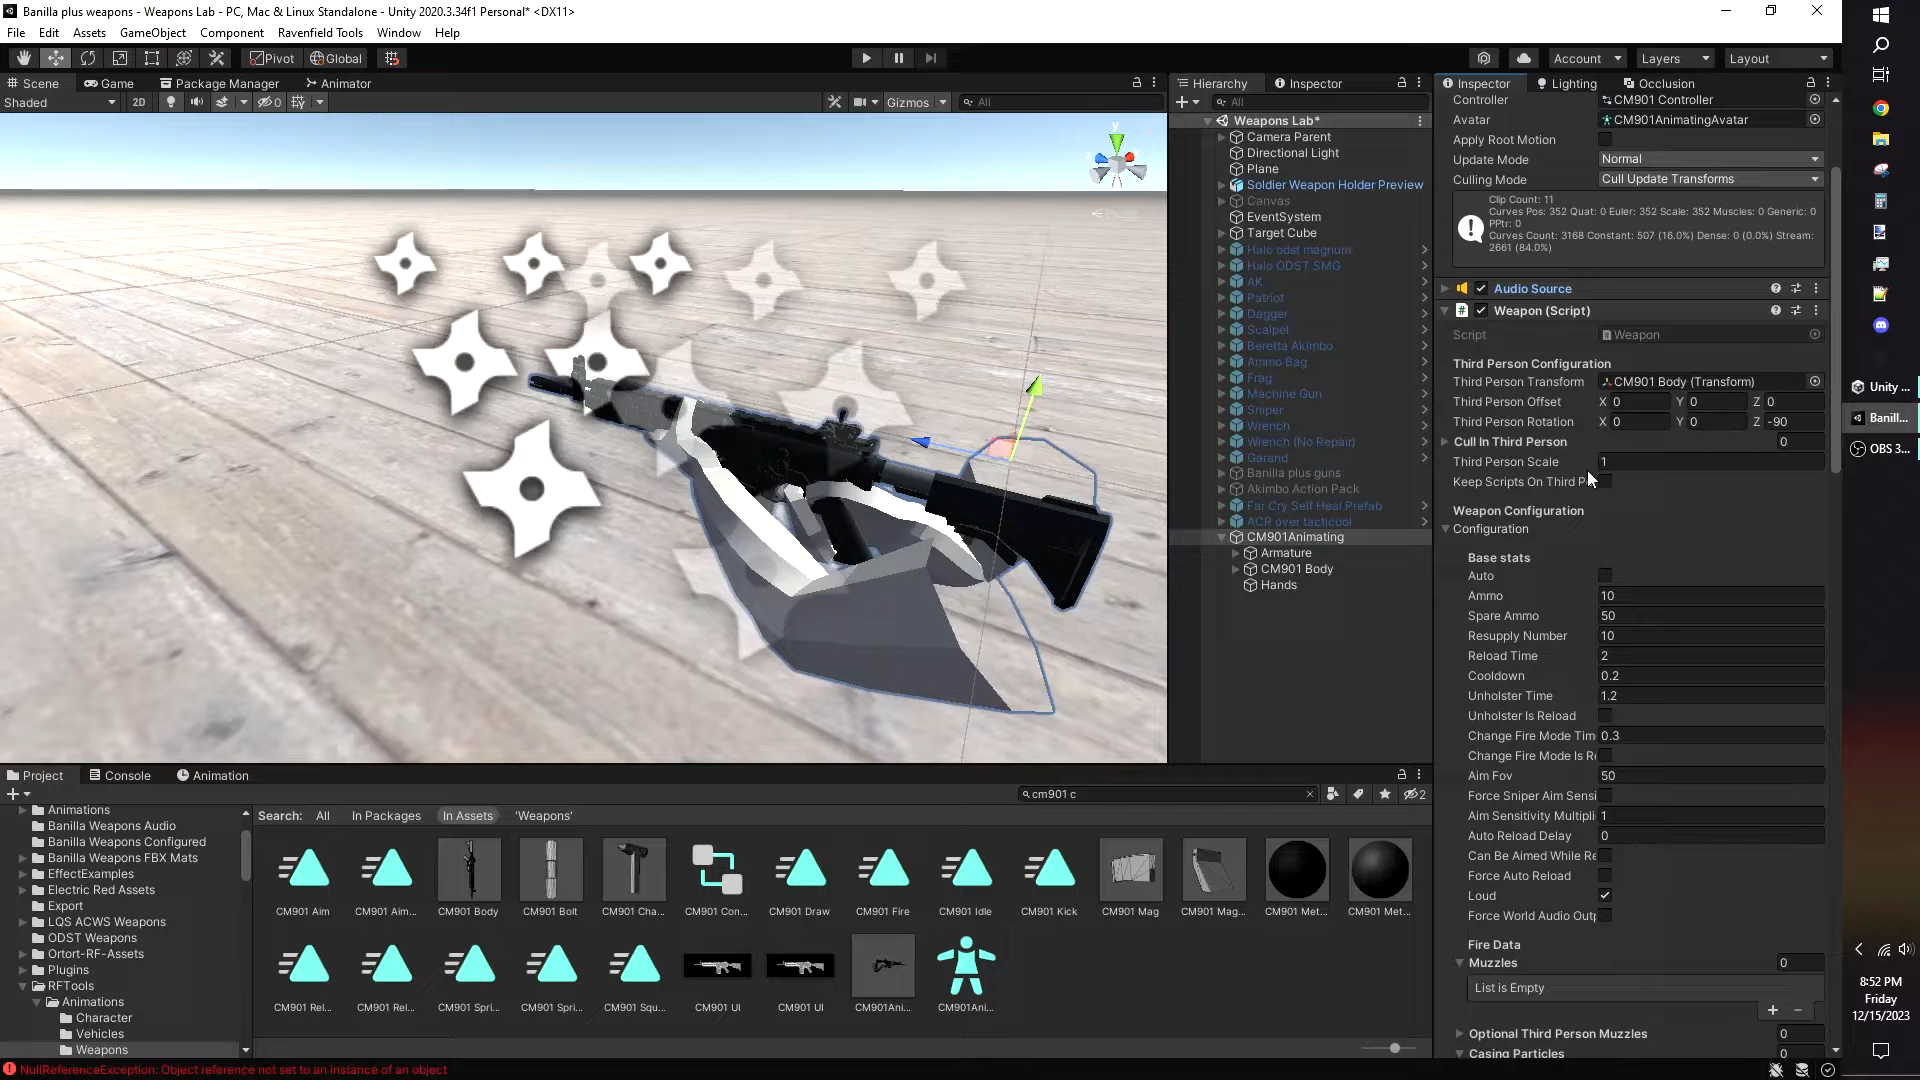 Banilla plus weapons - Weapons Lab - PC, Mac & Linux Standalone - Unity 2020.3.34f1 Personal* <DX11>
File Edit Assets GameObject Component Ravenfield Tools Window Help
Pivot Global Account Layers Layout
Scene Game Package Manager Animator
Shaded 2D 0 Gizmos All
Hierarchy Inspector
All
Weapons Lab*
Camera Parent
Directional Light
Plane
Soldier Weapon Holder Preview
Canvas
EventSystem
Target Cube
Halo odst magnum
Halo ODST SMG
AK
Patriot
Dagger
Scalpel
Beretta Akimbo
Ammo Bag
Frag
Machine Gun
Sniper
Wrench
Wrench (No Repair)
Garand
Banilla plus guns
Akimbo Action Pack
Far Cry Self Heal Prefab
ACR over tacticool
CM901Animating
Armature
CM901 Body
Hands
Inspector Lighting Occlusion
Controller CM901 Controller
Avatar CM901AnimatingAvatar
Apply Root Motion
Update Mode Normal
Culling Mode Cull Update Transforms
Clip Count: 11
Curves Pos: 352 Quat: 0 Euler: 352 Scale: 352 Muscles: 0 Generic: 0
PPtr: 0
Curves Count: 3168 Constant: 507 (16.0%) Dense: 0 (0.0%) Stream:
2661 (84.0%)
Audio Source
Weapon (Script)
Script Weapon
Third Person Configuration
Third Person Transform CM901 Body (Transform)
Third Person Offset X 0 Y 0 Z 0
Third Person Rotation X 0 Y 0 Z -90
Cull In Third Person 0
Third Person Scale 1
Keep Scripts On Third P
Weapon Configuration
Configuration
Base stats
Auto
Ammo 10
Spare Ammo 50
Resupply Number 10
Reload Time 2
Cooldown 0.2
Unholster Time 1.2
Unholster Is Reload
Change Fire Mode Tim 0.3
Change Fire Mode Is R
Aim Fov 50
Force Sniper Aim Sensi
Aim Sensitivity Multipli 1
Auto Reload Delay 0
Can Be Aimed While Re
Force Auto Reload
Loud
Force World Audio Outp
Fire Data
Muzzles 0
List is Empty
Optional Third Person Muzzles 0
Casing Particles 0
Project Console Animation
cm901 c 2
Animations
Banilla Weapons Audio
Banilla Weapons Configured
Banilla Weapons FBX Mats
EffectExamples
Electric Red Assets
Export
LQS ACWS Weapons
ODST Weapons
Ortort-RF-Assets
Plugins
RFTools
Animations
Character
Vehicles
Weapons
Search: All In Packages In Assets 'Weapons'
CM901 Aim CM901 Aim... CM901 Body CM901 Bolt CM901 Cha... CM901 Con... CM901 Draw CM901 Fire CM901 Idle CM901 Kick CM901 Mag CM901 Mag... CM901 Met... CM901 Met...
CM901 Rel... CM901 Rel... CM901 Spri... CM901 Spri... CM901 Squ... CM901 UI CM901 UI CM901Ani... CM901Ani...
NullReferenceException: Object reference not set to an instance of an object
Unity ...
Banill...
OBS 3...
8:52 PM
Friday
12/15/2023